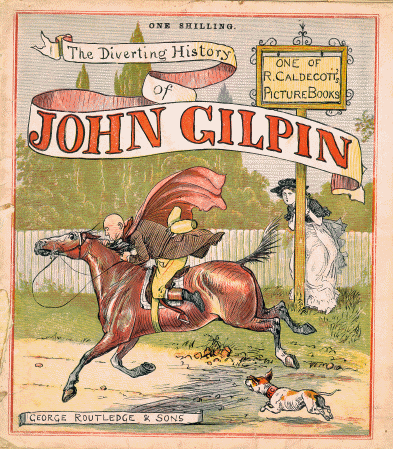 ONE SHILLING.
The Diverting History
of
JOHN GILPIN
ONE OF
R. CALDECOTT'S
PICTURE BOOKS
GEORGE ROUTLEDGE & SONS